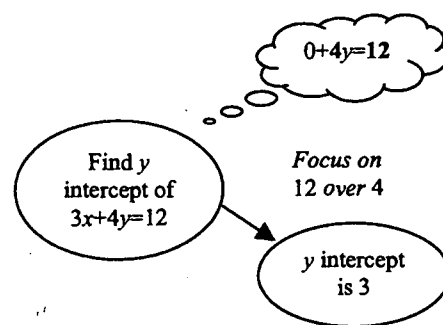 0+4y=12
Find y
intercept of
3x+4y=12
Focus on
12 over 4
y intercept
is 3